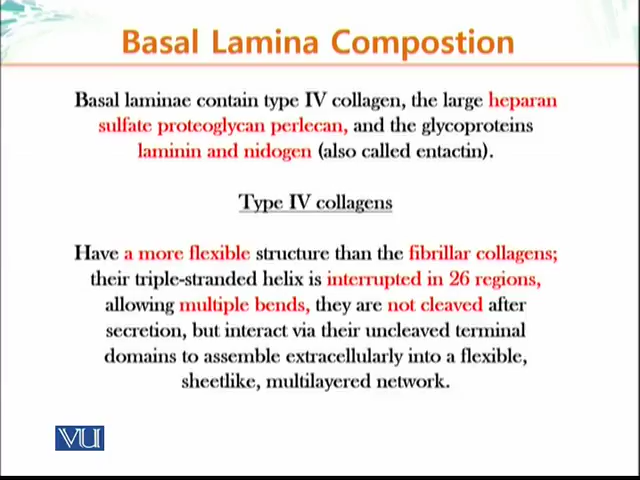 Basal Lamina Compostion
Basal laminae contain type IV collagen, the large heparan
sulfate proteoglycan perlecan, and the glycoproteins
laminin and nidogen (also called entactin).
Type IV collagens
Have a more flexible structure than the fibrillar collagens;
their triple-stranded helix is interrupted in 26 regions,
allowing multiple bends, they are not cleaved after
secretion, but interact via their uncleaved terminal
domains to assemble extracellularly into a flexible,
sheetlike, multilayered network.
VU